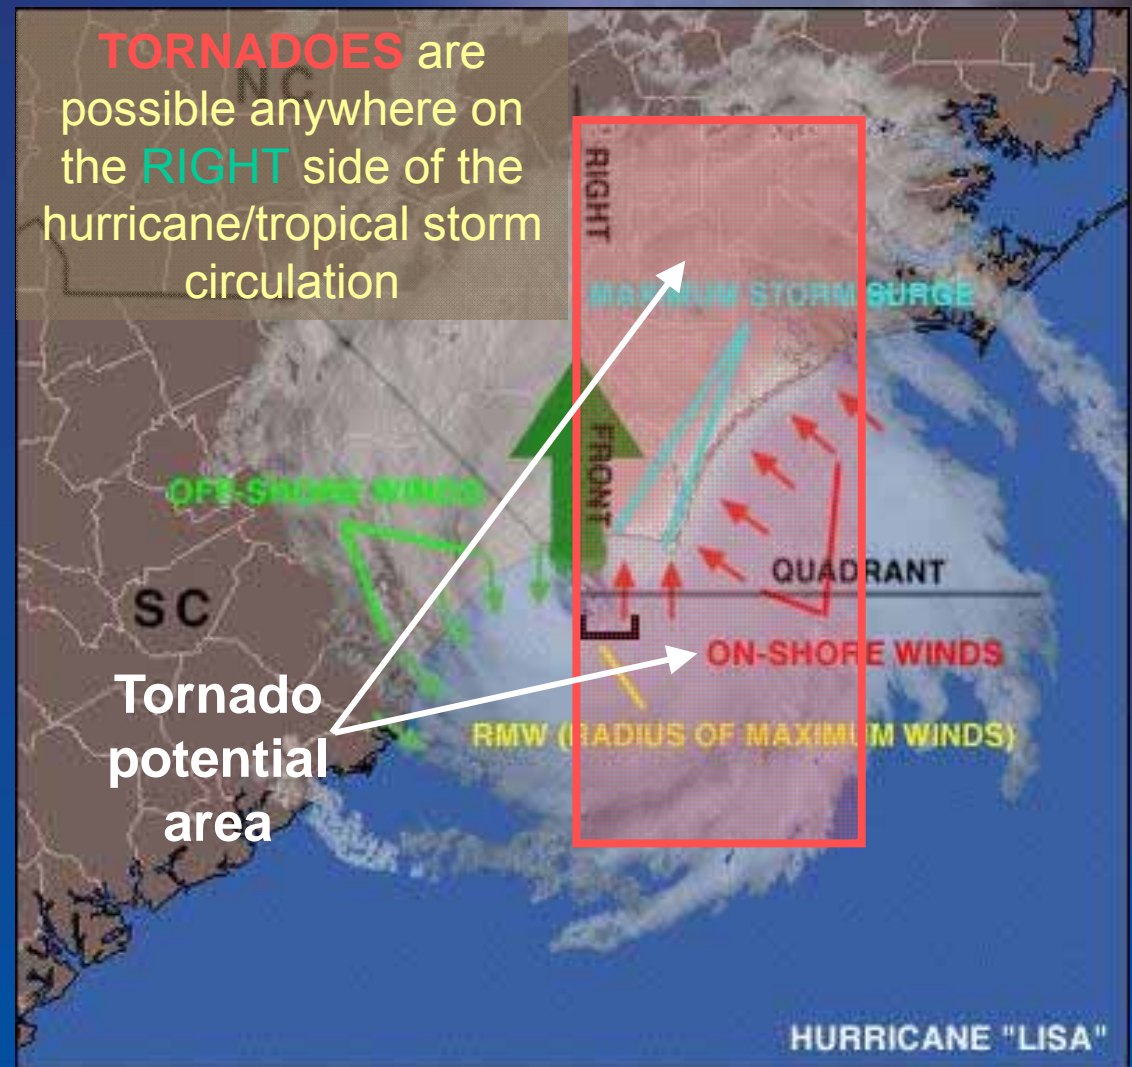 TORNADOES are
possible anywhere on
the RIGHT side of the
hurricane/tropical storm
circulation
NC
RIGHT
MAXIMUM STORM SURGE
FRONT
OFF-SHORE WINDS
QUADRANT
SC
ON-SHORE WINDS
Tornado
potential
area
RMW (RADIUS OF MAXIMUM WINDS)
HURRICANE "LISA"